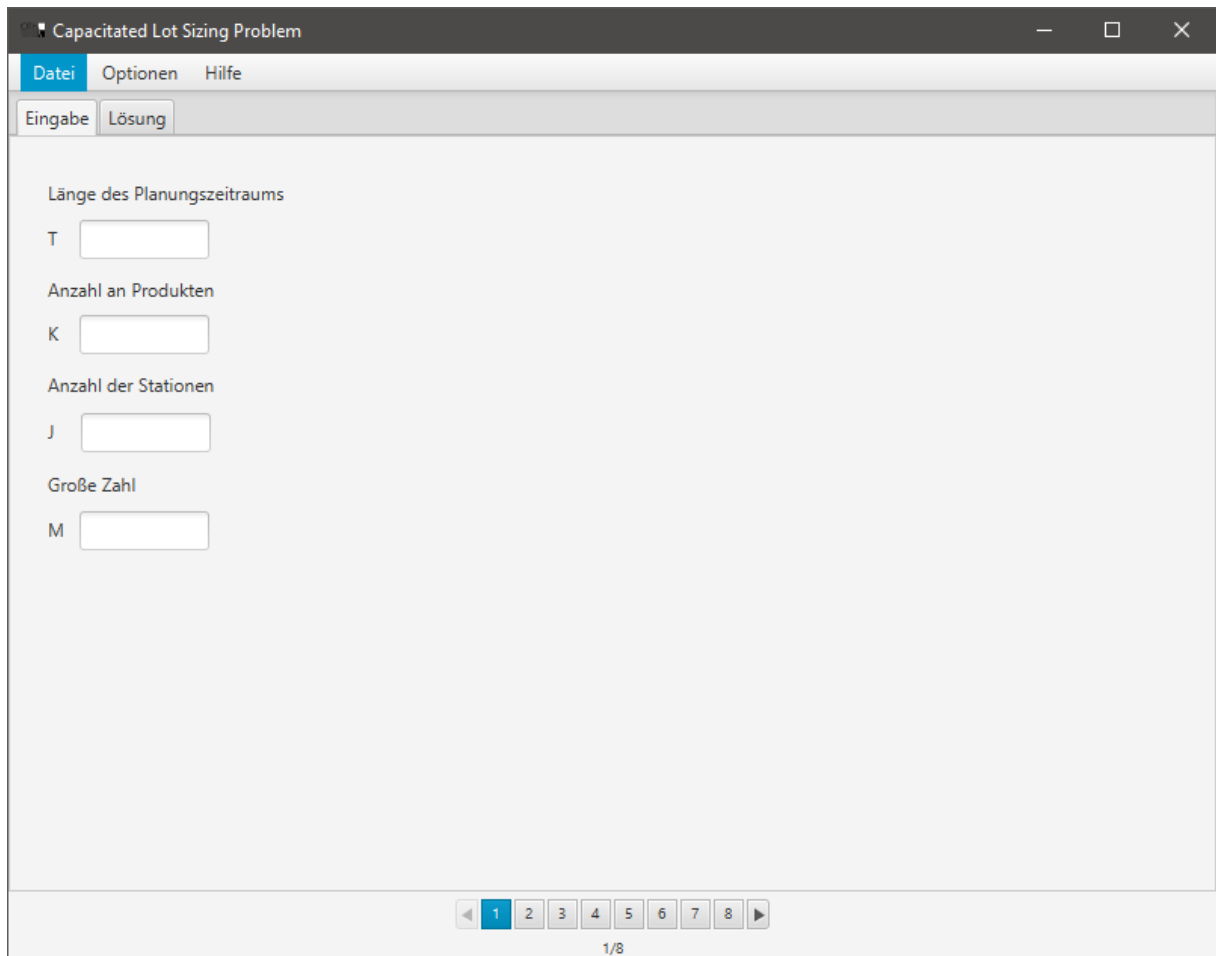 Capacitated Lot Sizing Problem
Datei Optionen Hilfe
Eingabe Lösung
Länge des Planungszeitraums
T
Anzahl an Produkten
K
Anzahl der Stationen
J
Große Zahl
M
1 2 3 4 5 6 7 8
1/8